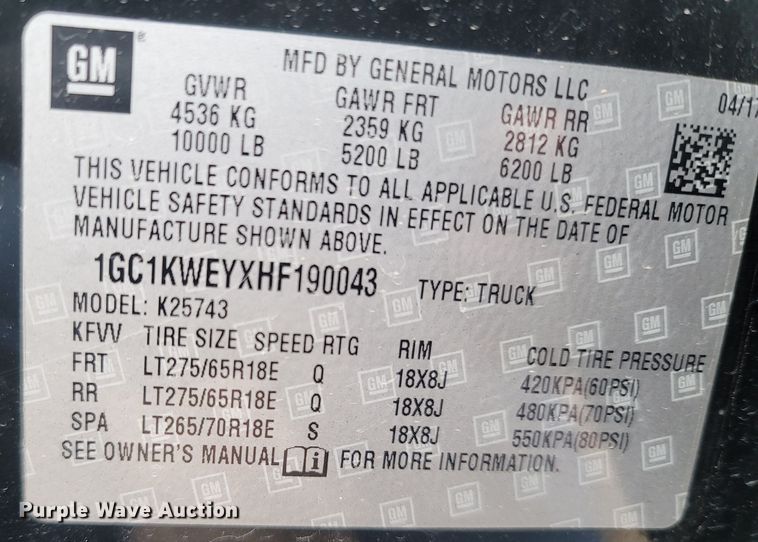 GM
MFD BY GENERAL MOTORS LLC
04/17
GVWR GAWR FRT GAWR RR
4536 KG 2359 KG 2812 KG
10000 LB 5200 LB 6200 LB
THIS VEHICLE CONFORMS TO ALL APPLICABLE U.S. FEDERAL MOTOR
VEHICLE SAFETY STANDARDS IN EFFECT ON THE DATE OF
MANUFACTURE SHOWN ABOVE.
1GC1KWEYXHF190043 TYPE: TRUCK
MODEL: K25743
KFW TIRE SIZE SPEED RTG RIM COLD TIRE PRESSURE
FRT LT275/65R18E Q 18X8J 420KPA(60PSI)
RR LT275/65R18E Q 18X8J 480KPA(70PSI)
SPA LT265/70R18E S 18X8J 550KPA(80PSI)
SEE OWNER'S MANUAL i FOR MORE INFORMATION.
Purple Wave Auction